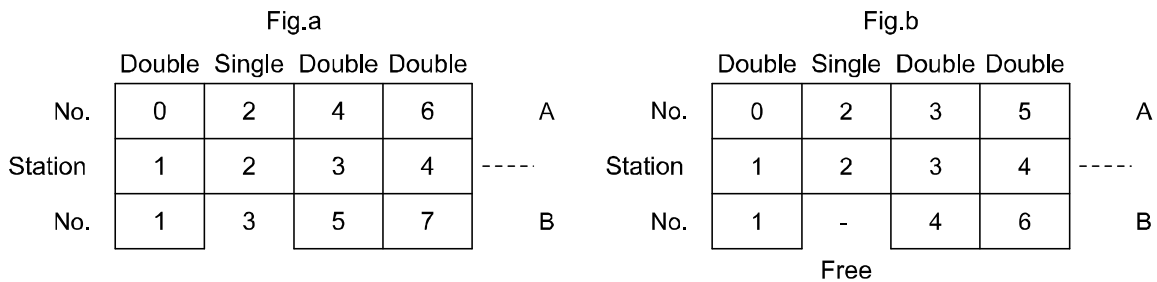 Fig.a
Double Single Double Double
No. 0 2 4 6 A
Station 1 2 3 4 -----
No. 1 3 5 7 B
Fig.b
Double Single Double Double
No. 0 2 3 5 A
Station 1 2 3 4 -----
No. 1 - 4 6 B
Free